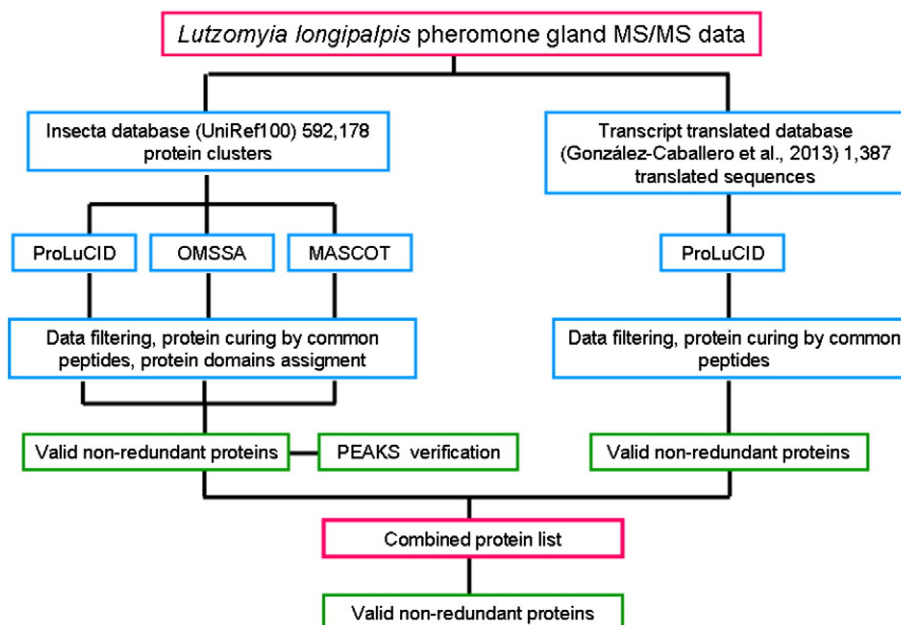 Lutzomyia longipalpis pheromone gland MS/MS data
Insecta database (UniRef100) 592,178
protein clusters
Transcript translated database
(González-Caballero et al., 2013) 1,387
translated sequences
ProLuCID
OMSSA
MASCOT
ProLuCID
Data filtering, protein curing by common
peptides, protein domains assigment
Data filtering, protein curing by common
peptides
Valid non-redundant proteins
PEAKS verification
Valid non-redundant proteins
Combined protein list
Valid non-redundant proteins